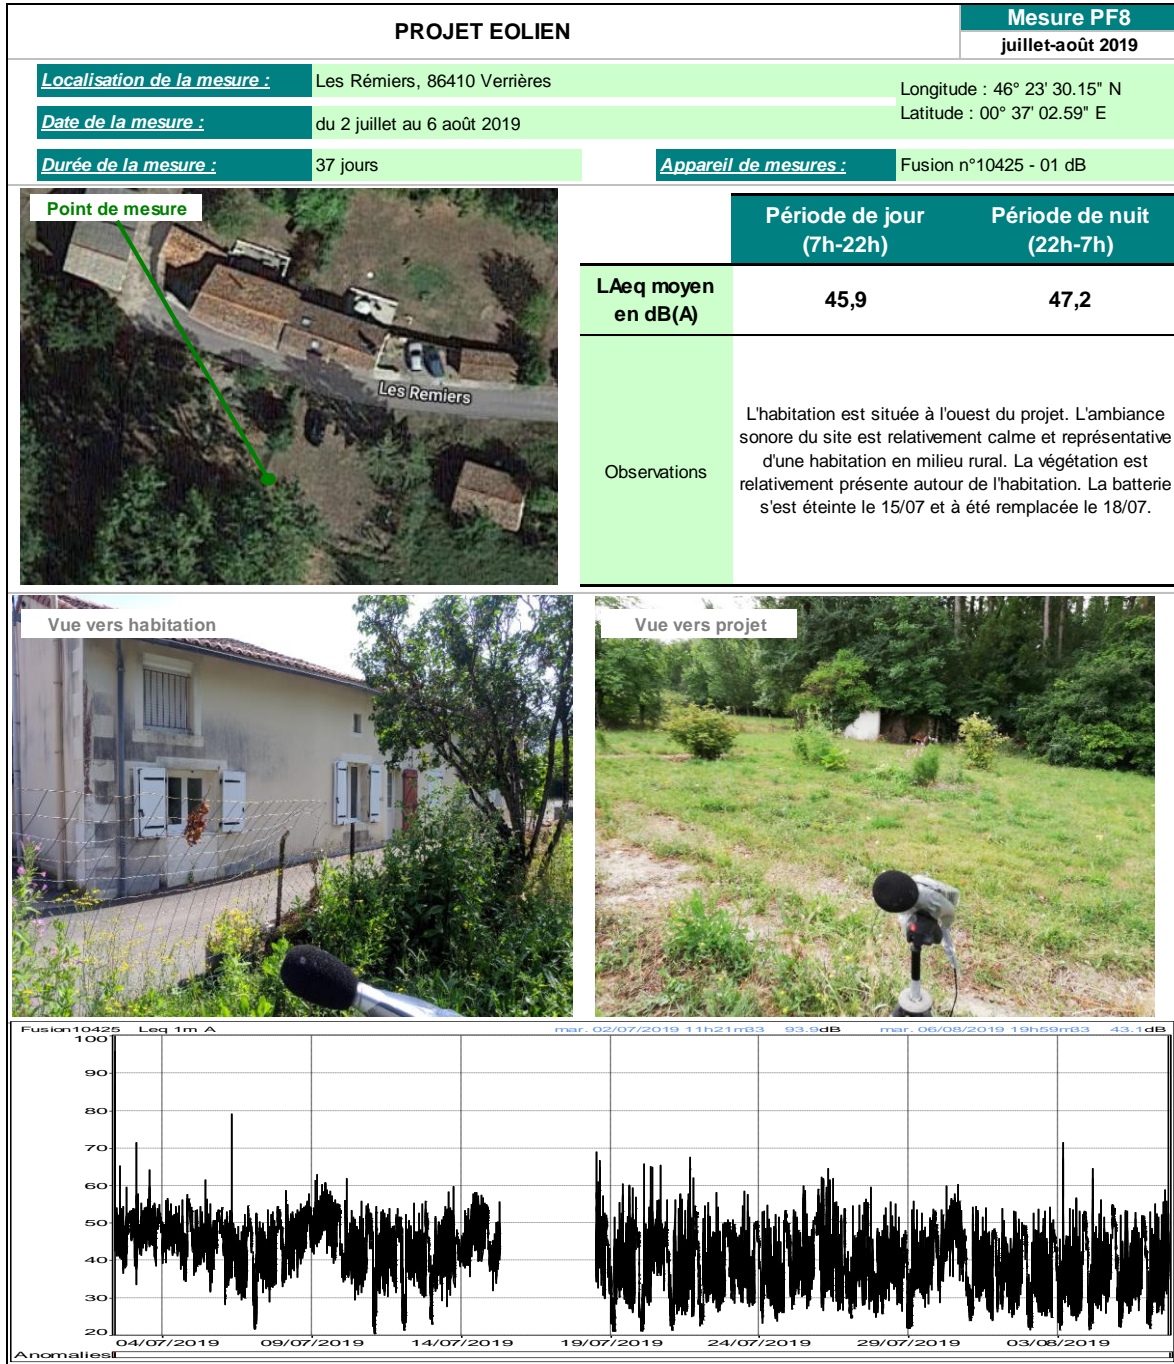 PROJET EOLIEN
Mesure PF8
juillet-août 2019
Localisation de la mesure :
Les Rémiers, 86410 Verrières
Longitude : 46° 23' 30.15" N
Latitude : 00° 37' 02.59" E
Date de la mesure :
du 2 juillet au 6 août 2019
Durée de la mesure :
37 jours
Appareil de mesures :
Fusion n°10425 - 01 dB
Point de mesure
Les Remiers
Période de jour
(7h-22h)
Période de nuit
(22h-7h)
LAeq moyen
en dB(A)
45,9
47,2
Observations
L'habitation est située à l'ouest du projet. L'ambiance
sonore du site est relativement calme et représentative
d'une habitation en milieu rural. La végétation est
relativement présente autour de l'habitation. La batterie
s'est éteinte le 15/07 et à été remplacée le 18/07.
Vue vers habitation
Vue vers projet
Fusion10425 Leq 1m A mar. 02/07/2019 11h21m33 93.9dB mar. 06/08/2019 19h59m33 43.1dB
100
90
80
70
60
50
40
30
20
04/07/2019 09/07/2019 14/07/2019 19/07/2019 24/07/2019 29/07/2019 03/08/2019
Anomalies